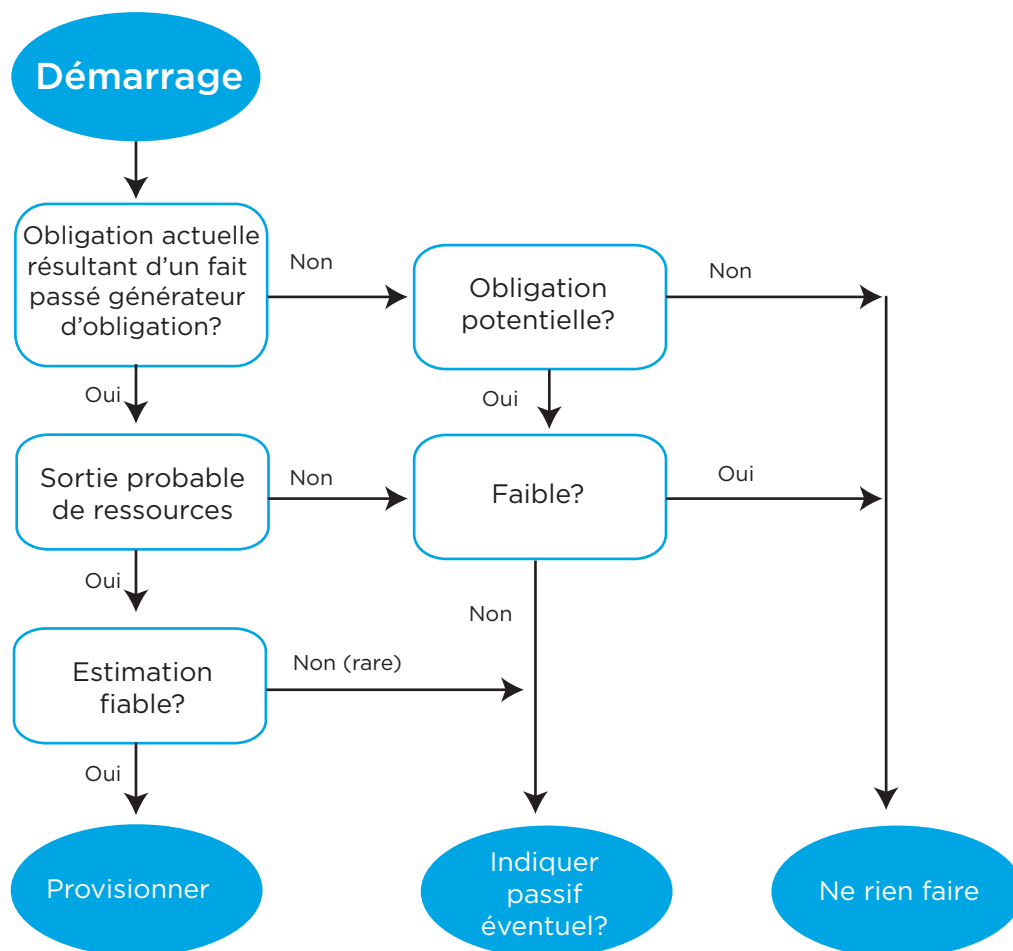 Démarrage
Obligation actuelle
résultant d'un fait
passé générateur
d'obligation?
Non
Obligation
potentielle?
Non
Oui
Oui
Sortie probable
de ressources
Non
Faible?
Oui
Oui
Non
Estimation
fiable?
Non (rare)
Oui
Provisionner
Indiquer
passif
éventuel?
Ne rien faire